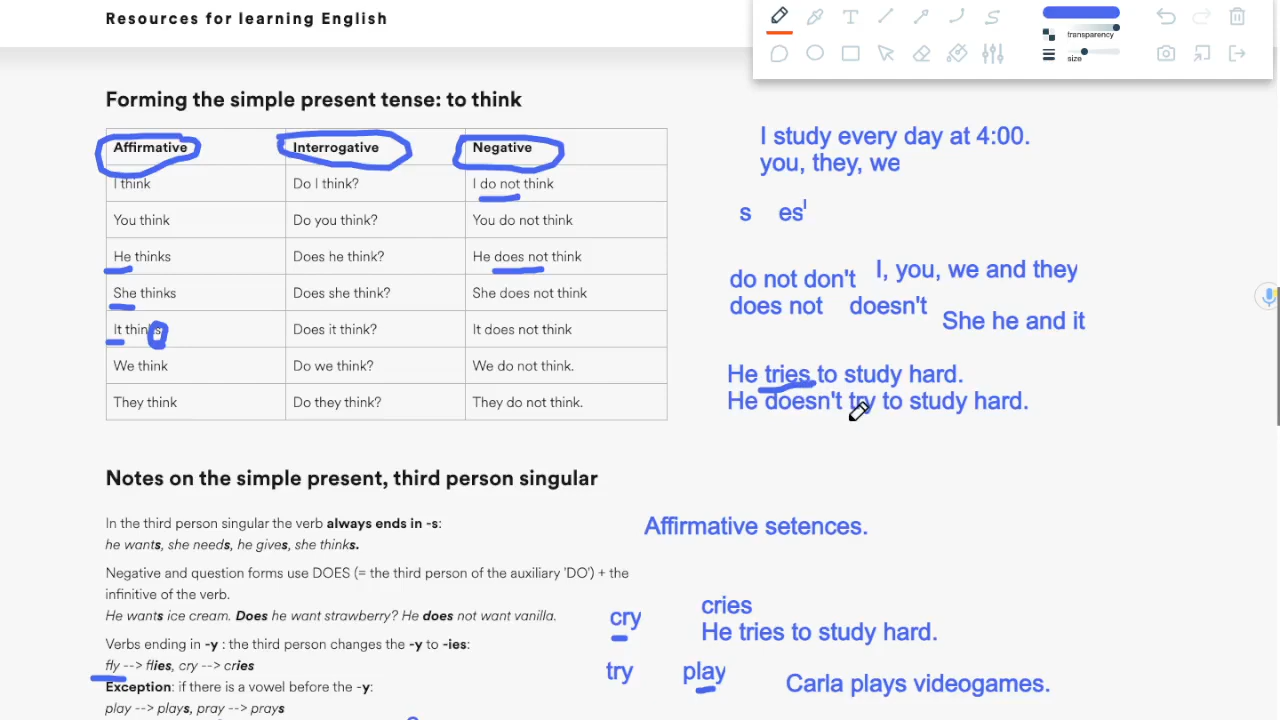 Resources for learning English
transparency
size
Forming the simple present tense: to think
Affirmative Interrogative Negative
I think Do I think? I do not think
You think Do you think? You do not think
He thinks Does he think? He does not think
She thinks Does she think? She does not think
It thinks Does it think? It does not think
We think Do we think? We do not think.
They think Do they think? They do not think.
I study every day at 4:00.
you, they, we
s es'
do not don't I, you, we and they
does not doesn't She he and it
He tries to study hard.
He doesn't try to study hard.
Notes on the simple present, third person singular
In the third person singular the verb always ends in -s:
he wants, she needs, he gives, she thinks.
Negative and question forms use DOES (= the third person of the auxiliary 'DO') + the
infinitive of the verb.
He wants ice cream. Does he want strawberry? He does not want vanilla.
Verbs ending in -y : the third person changes the -y to -ies:
fly --> flies, cry --> cries
Exception: if there is a vowel before the -y:
play --> plays, pray --> prays
Affirmative setences.
cry cries
He tries to study hard.
try play Carla plays videogames.